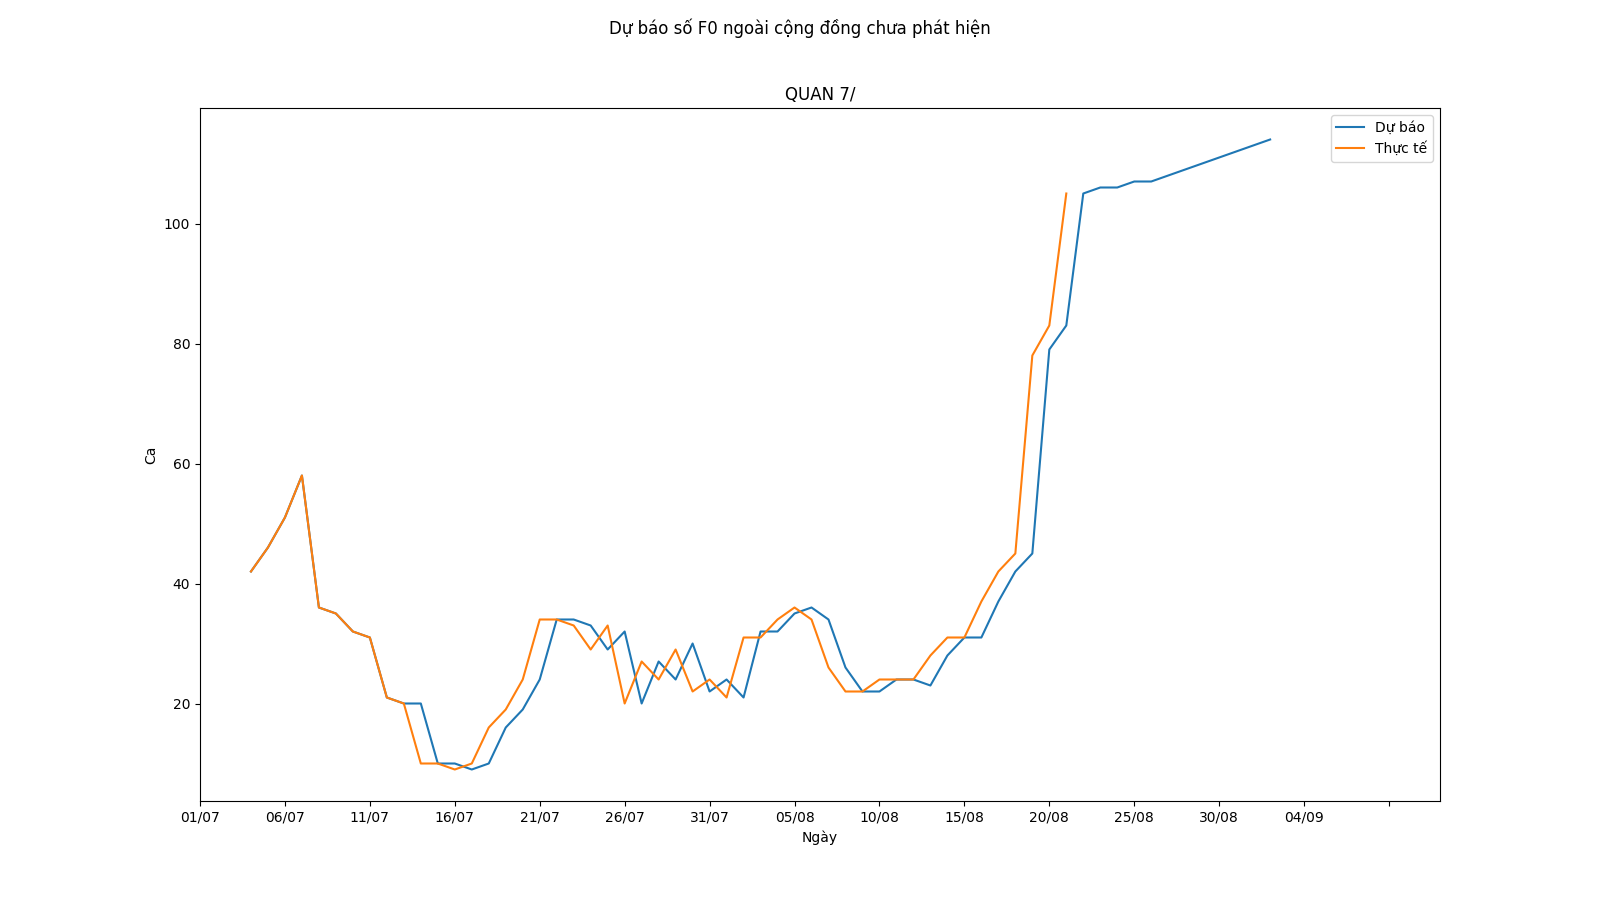 Dự báo số F0 ngoài cộng đồng chưa phát hiện
QUAN 7/
Dự báo
Thực tế
100
80
60
40
20
Ca
01/07 06/07 11/07 16/07 21/07 26/07 31/07 05/08 10/08 15/08 20/08 25/08 30/08 04/09
Ngày